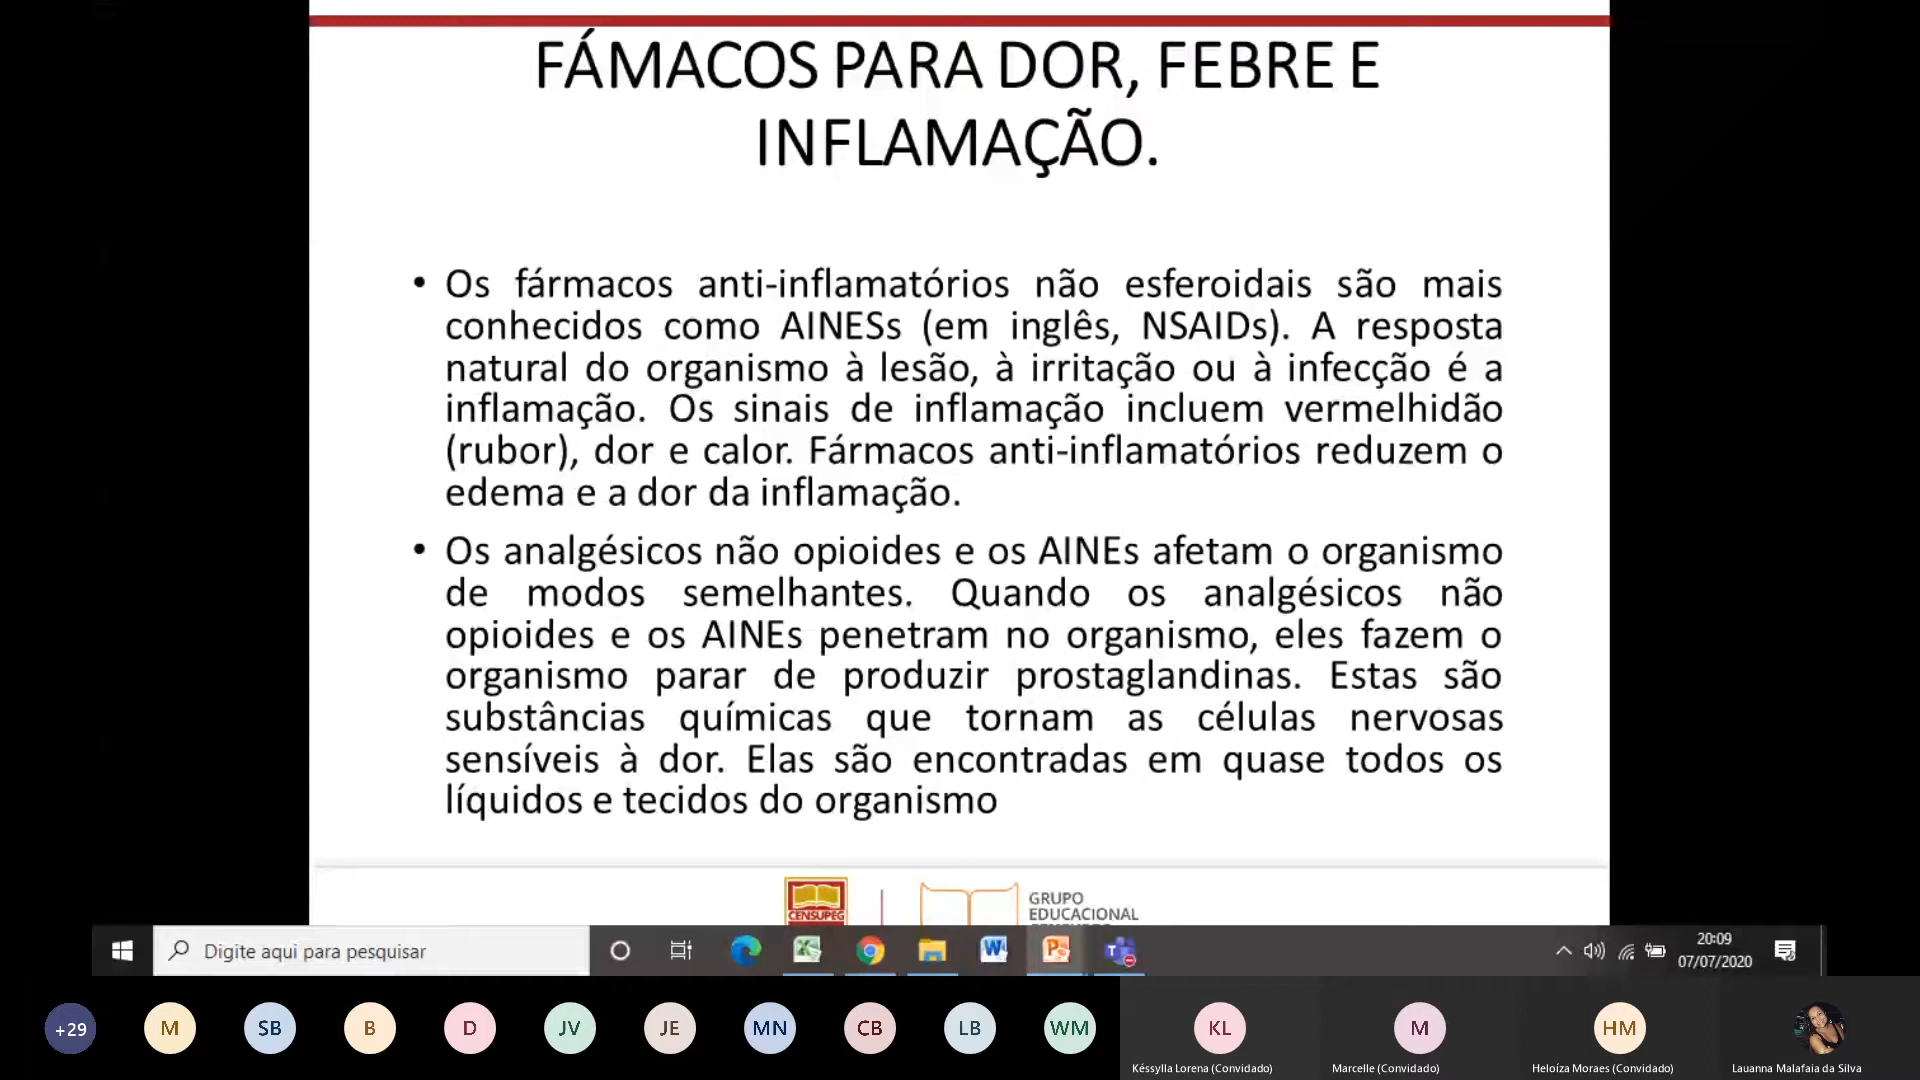 FÁMACOS PARA DOR, FEBRE E
INFLAMAÇÃO.
• Os fármacos anti-inflamatórios não esferoidais são mais
conhecidos como AINESs (em inglês, NSAIDs). A resposta
natural do organismo à lesão, à irritação ou à infecção é a
inflamação. Os sinais de inflamação incluem vermelhidão
(rubor), dor e calor. Fármacos anti-inflamatórios reduzem o
edema e a dor da inflamação.
• Os analgésicos não opioides e os AINEs afetam o organismo
de modos semelhantes. Quando os analgésicos não
opioides e os AINEs penetram no organismo, eles fazem o
organismo parar de produzir prostaglandinas. Estas são
substâncias químicas que tornam as células nervosas
sensíveis à dor. Elas são encontradas em quase todos os
líquidos e tecidos do organismo
CENSUPEG
GRUPO
EDUCACIONAL
Digite aqui para pesquisar
20:09
07/07/2020
+29 M SB B D JV JE MN CB LB WM KL M HM
Késsylla Lorena (Convidado) Marcelle (Convidado) Heloíza Moraes (Convidado) Lauanna Malafaia da Silva